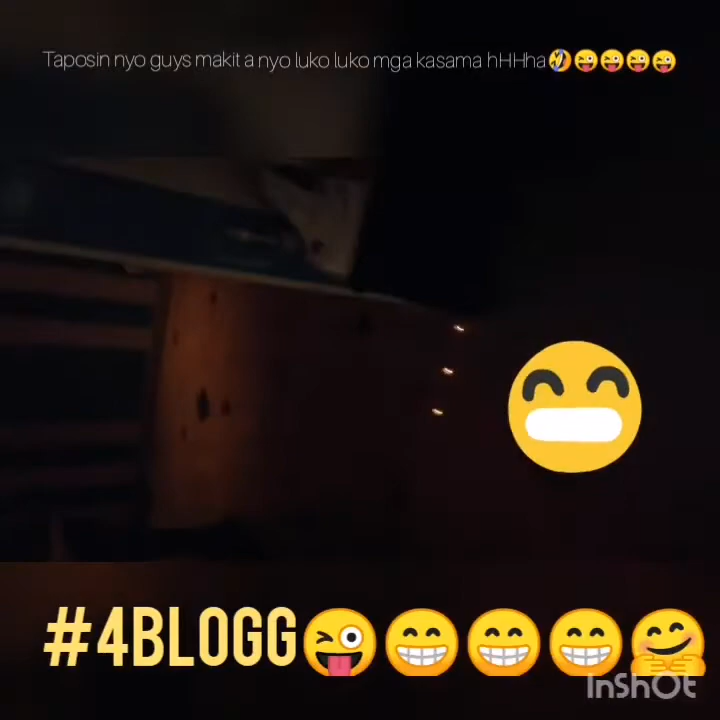 Taposin nyo guys makit a nyo luko luko mga kasama hHHha🤣😜😜😜😜
#4BLOGG😜😁😁😁🤗
InShOt